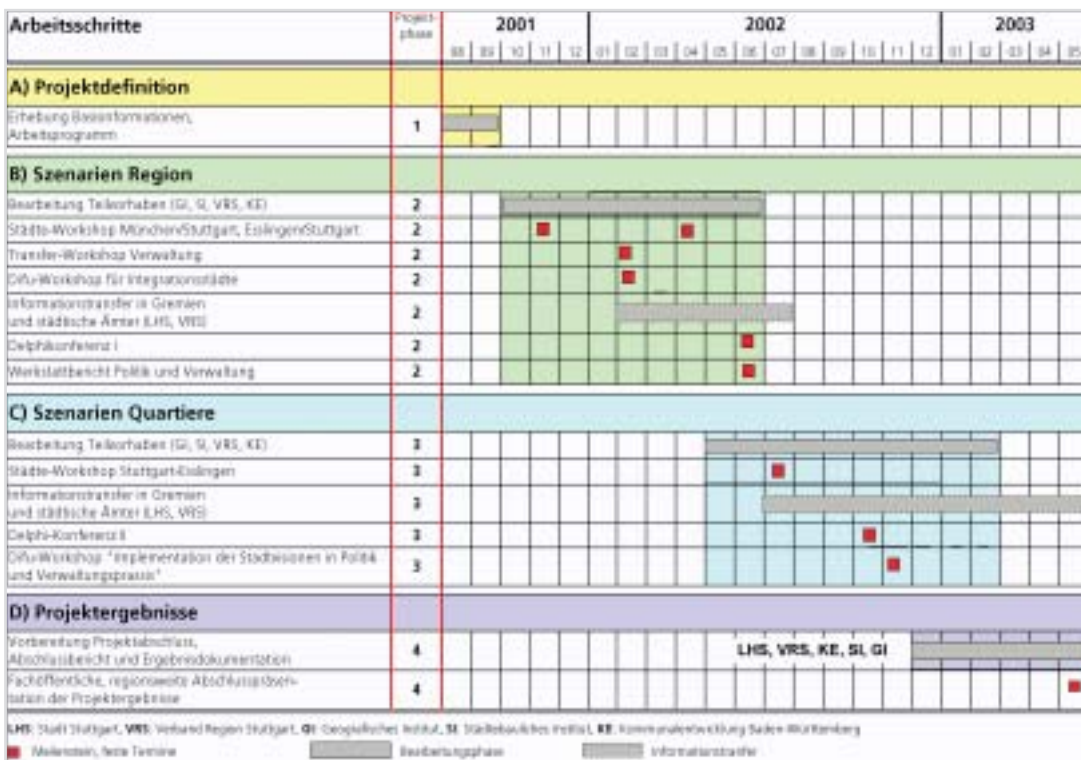 Arbeitsschritte
Projekt-
phase
2001 2002 2003
08 09 10 11 12 01 02 03 04 05 06 07 08 09 10 11 12 01 02 03 04 05
A) Projektdefinition
Erhebung Basisinformationen,
Arbeitsprogramm
1
B) Szenarien Region
Bearbeitung Teilvorhaben (GI, SI, VRS, KE) 2
Städte-Workshop München/Stuttgart, Esslingen/Stuttgart 2
Transfer-Workshop Verwaltung 2
Difu-Workshop für Integrationsstädte 2
Informationstransfer in Gremien
und städtische Ämter (LHS, VRS)
2
Delphikonferenz I 2
Werkstattbericht Politik und Verwaltung 2
C) Szenarien Quartiere
Bearbeitung Teilvorhaben (GI, SI, VRS, KE) 3
Städte-Workshop Stuttgart-Esslingen 3
Informationstransfer in Gremien
und städtische Ämter (LHS, VRS)
3
Delphi-Konferenz II 3
Difu-Workshop "Implementation der Stadtvisionen in Politik
und Verwaltungspraxis"
3
D) Projektergebnisse
Vorbereitung Projektabschluss,
Abschlussbericht und Ergebnisdokumentation
4
LHS, VRS, KE, SI, GI
Fachöffentliche, regionsweite Abschlusspräsen-
tation der Projektergebnisse
4
LHS: Stadt Stuttgart, VRS: Verband Region Stuttgart, GI: Geografisches Institut, SI: Städtebauliches Institut, KE: Kommunalentwicklung Baden-Württemberg
Meilenstein, feste Termine Bearbeitungsphase Informationstransfer